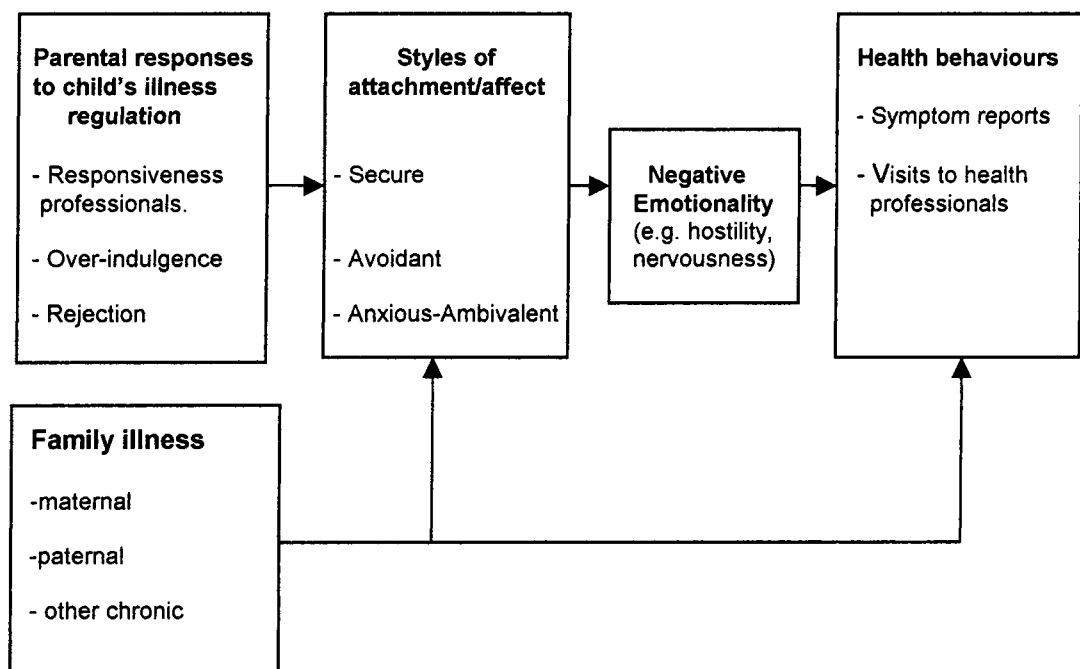 Parental responses
to child's illness
regulation
- Responsiveness
professionals.
- Over-indulgence
- Rejection
Styles of
attachment/affect
- Secure
- Avoidant
- Anxious-Ambivalent
Negative
Emotionality
(e.g. hostility,
nervousness)
Health behaviours
- Symptom reports
- Visits to health
professionals
Family illness
-maternal
-paternal
- other chronic